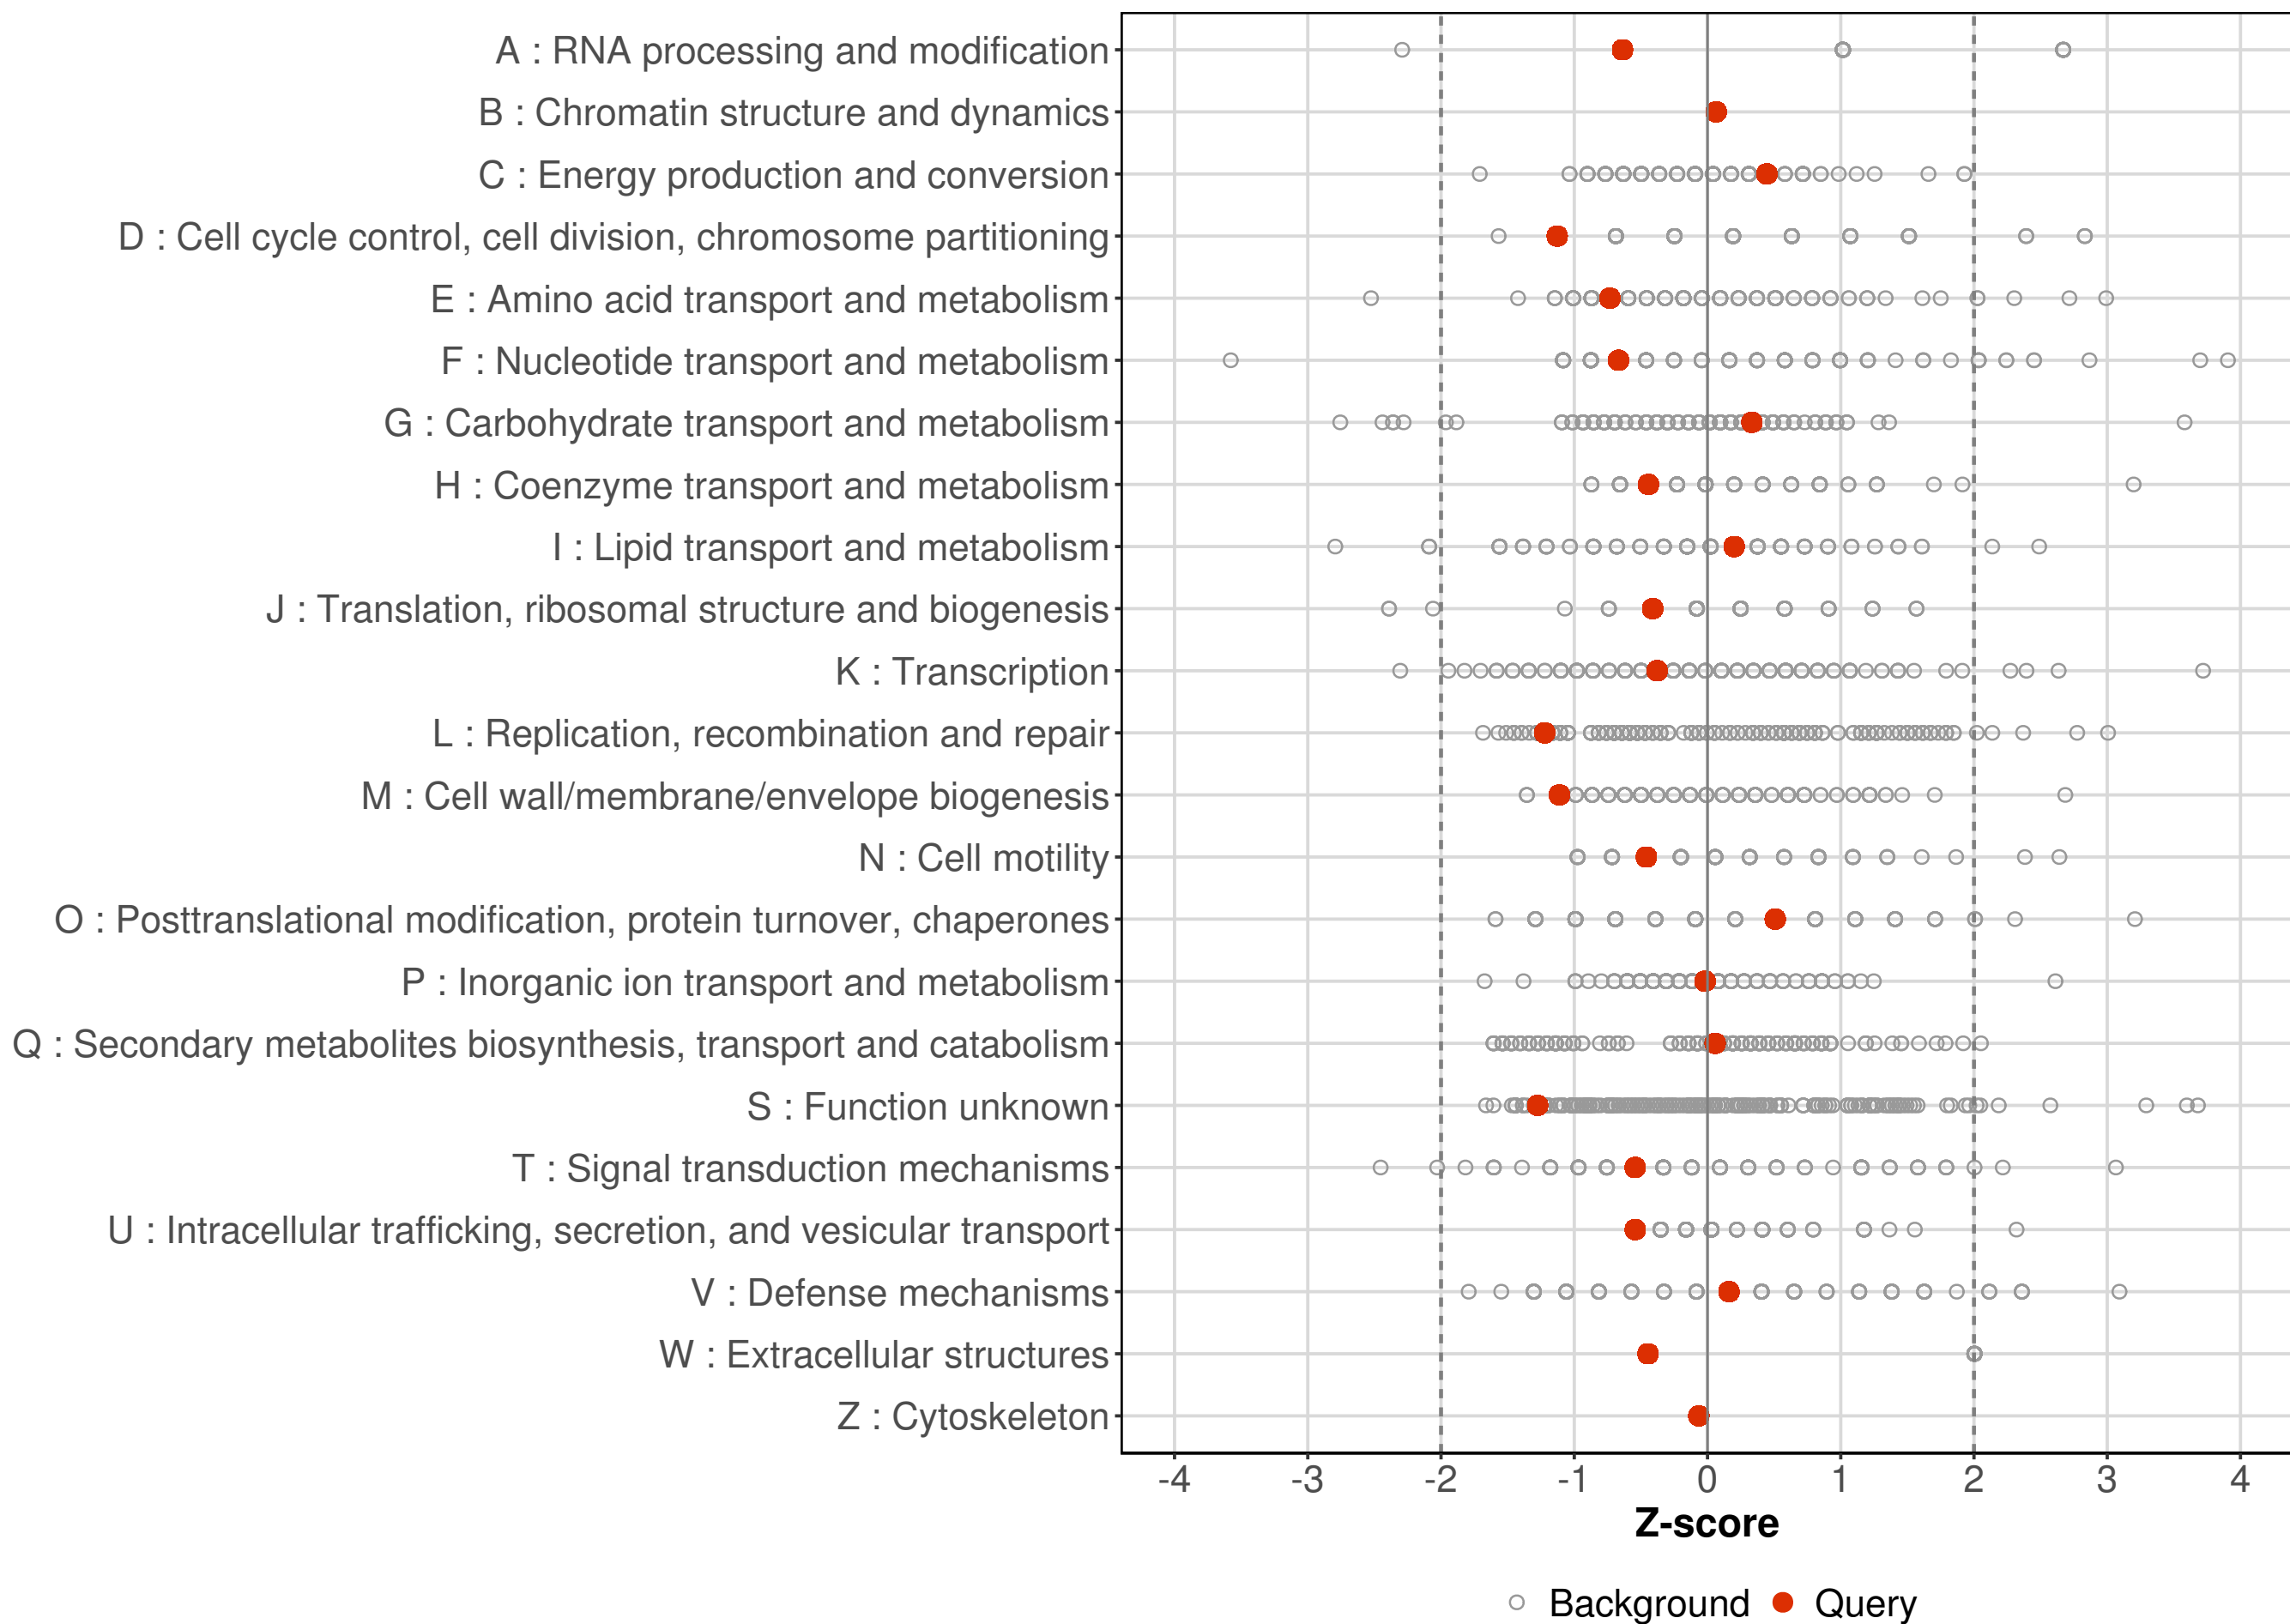 A : RNA processing and modification
B : Chromatin structure and dynamics
C : Energy production and conversion
D : Cell cycle control, cell division, chromosome partitioning
E : Amino acid transport and metabolism
F : Nucleotide transport and metabolism
G : Carbohydrate transport and metabolism
H : Coenzyme transport and metabolism
I : Lipid transport and metabolism
J : Translation, ribosomal structure and biogenesis
K : Transcription
L : Replication, recombination and repair
M : Cell wall/membrane/envelope biogenesis
N : Cell motility
O : Posttranslational modification, protein turnover, chaperones
P : Inorganic ion transport and metabolism
Q : Secondary metabolites biosynthesis, transport and catabolism
S : Function unknown
T : Signal transduction mechanisms
U : Intracellular trafficking, secretion, and vesicular transport
V : Defense mechanisms
W : Extracellular structures
Z : Cytoskeleton
-4 -3 -2 -1 0 1 2 3 4
Z-score
Background Query